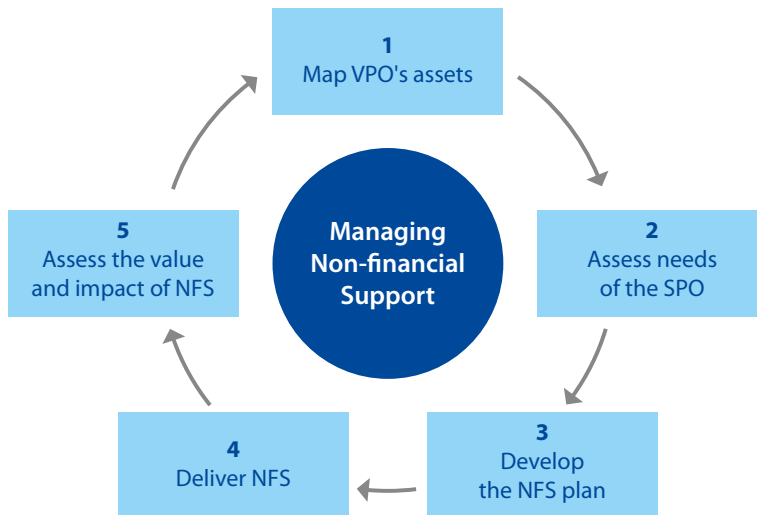 1
Map VPO's assets
2
Assess needs
of the SPO
3
Develop
the NFS plan
4
Deliver NFS
5
Assess the value
and impact of NFS
Managing
Non-financial
Support